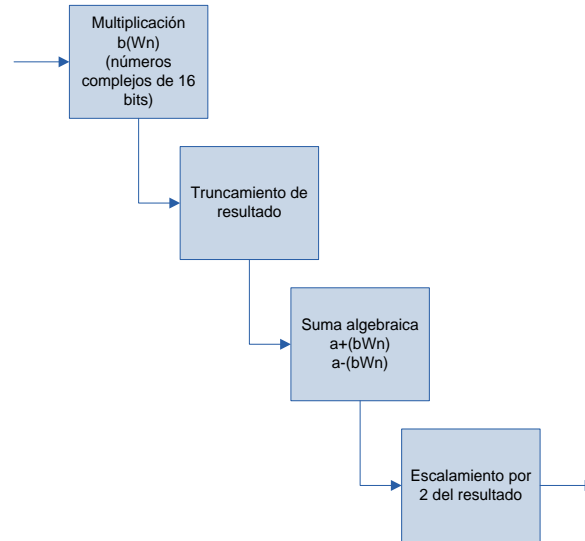 Multiplicación
b(Wn)
(números
complejos de 16
bits)
Truncamiento de
resultado
Suma algebraica
a+(bWn)
a-(bWn)
Escalamiento por
2 del resultado